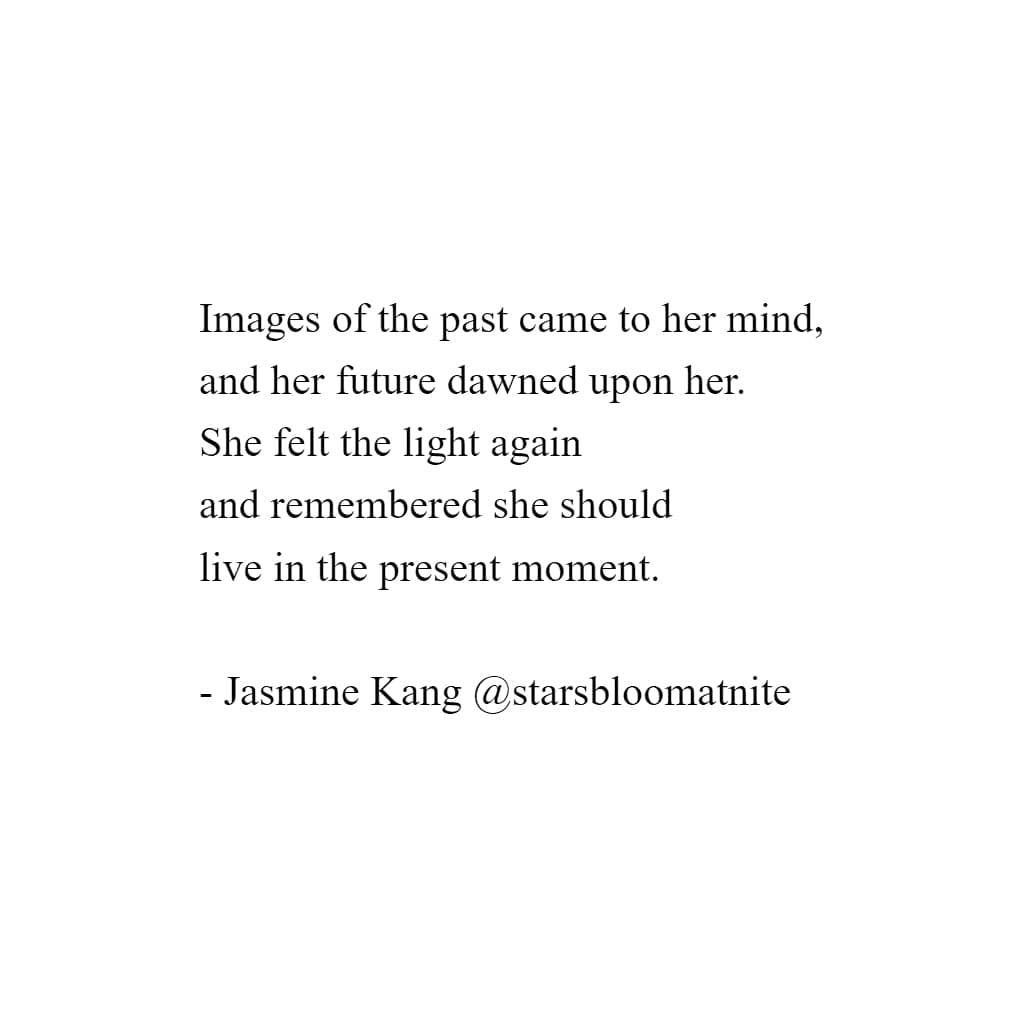 Images of the past came to her mind,
and her future dawned upon her.
She felt the light again
and remembered she should
live in the present moment.
- Jasmine Kang @starsbloomatnite